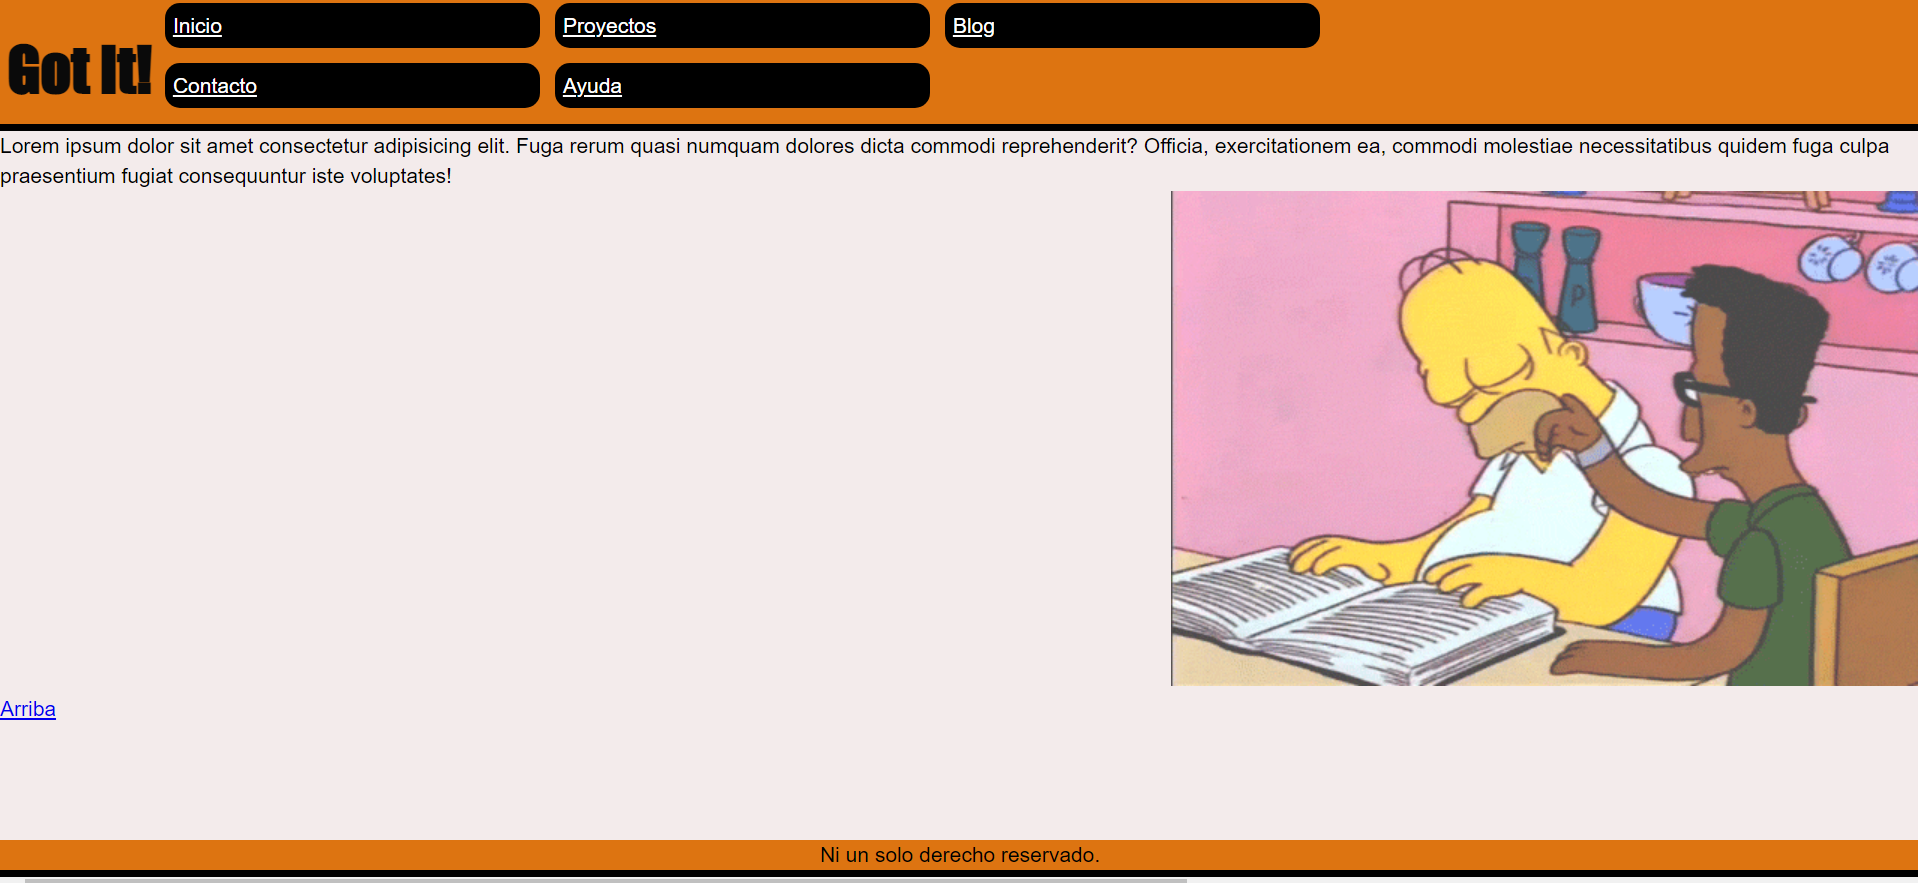 Got It!
Inicio
Proyectos
Blog
Contacto
Ayuda
Lorem ipsum dolor sit amet consectetur adipisicing elit. Fuga rerum quasi numquam dolores dicta commodi reprehenderit? Officia, exercitationem ea, commodi molestiae necessitatibus quidem fuga culpa
praesentium fugiat consequuntur iste voluptates!
P
Arriba
Ni un solo derecho reservado.